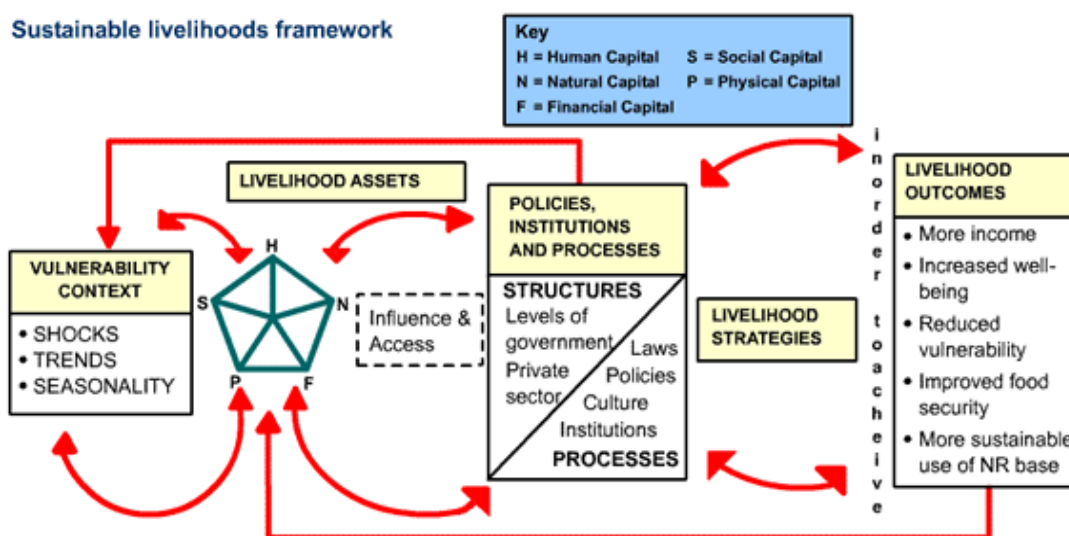 Sustainable livelihoods framework
Key
H = Human Capital S = Social Capital
N = Natural Capital P = Physical Capital
F = Financial Capital
LIVELIHOOD ASSETS
VULNERABILITY
CONTEXT
• SHOCKS
• TRENDS
• SEASONALITY
H
S
N
P
F
Influence &
Access
POLICIES,
INSTITUTIONS
AND PROCESSES
STRUCTURES
Levels of
government
Private
sector
Laws
Policies
Culture
Institutions
PROCESSES
LIVELIHOOD
STRATEGIES
inorder toacheive
LIVELIHOOD
OUTCOMES
• More income
• Increased well-
being
• Reduced
vulnerability
• Improved food
security
• More sustainable
use of NR base